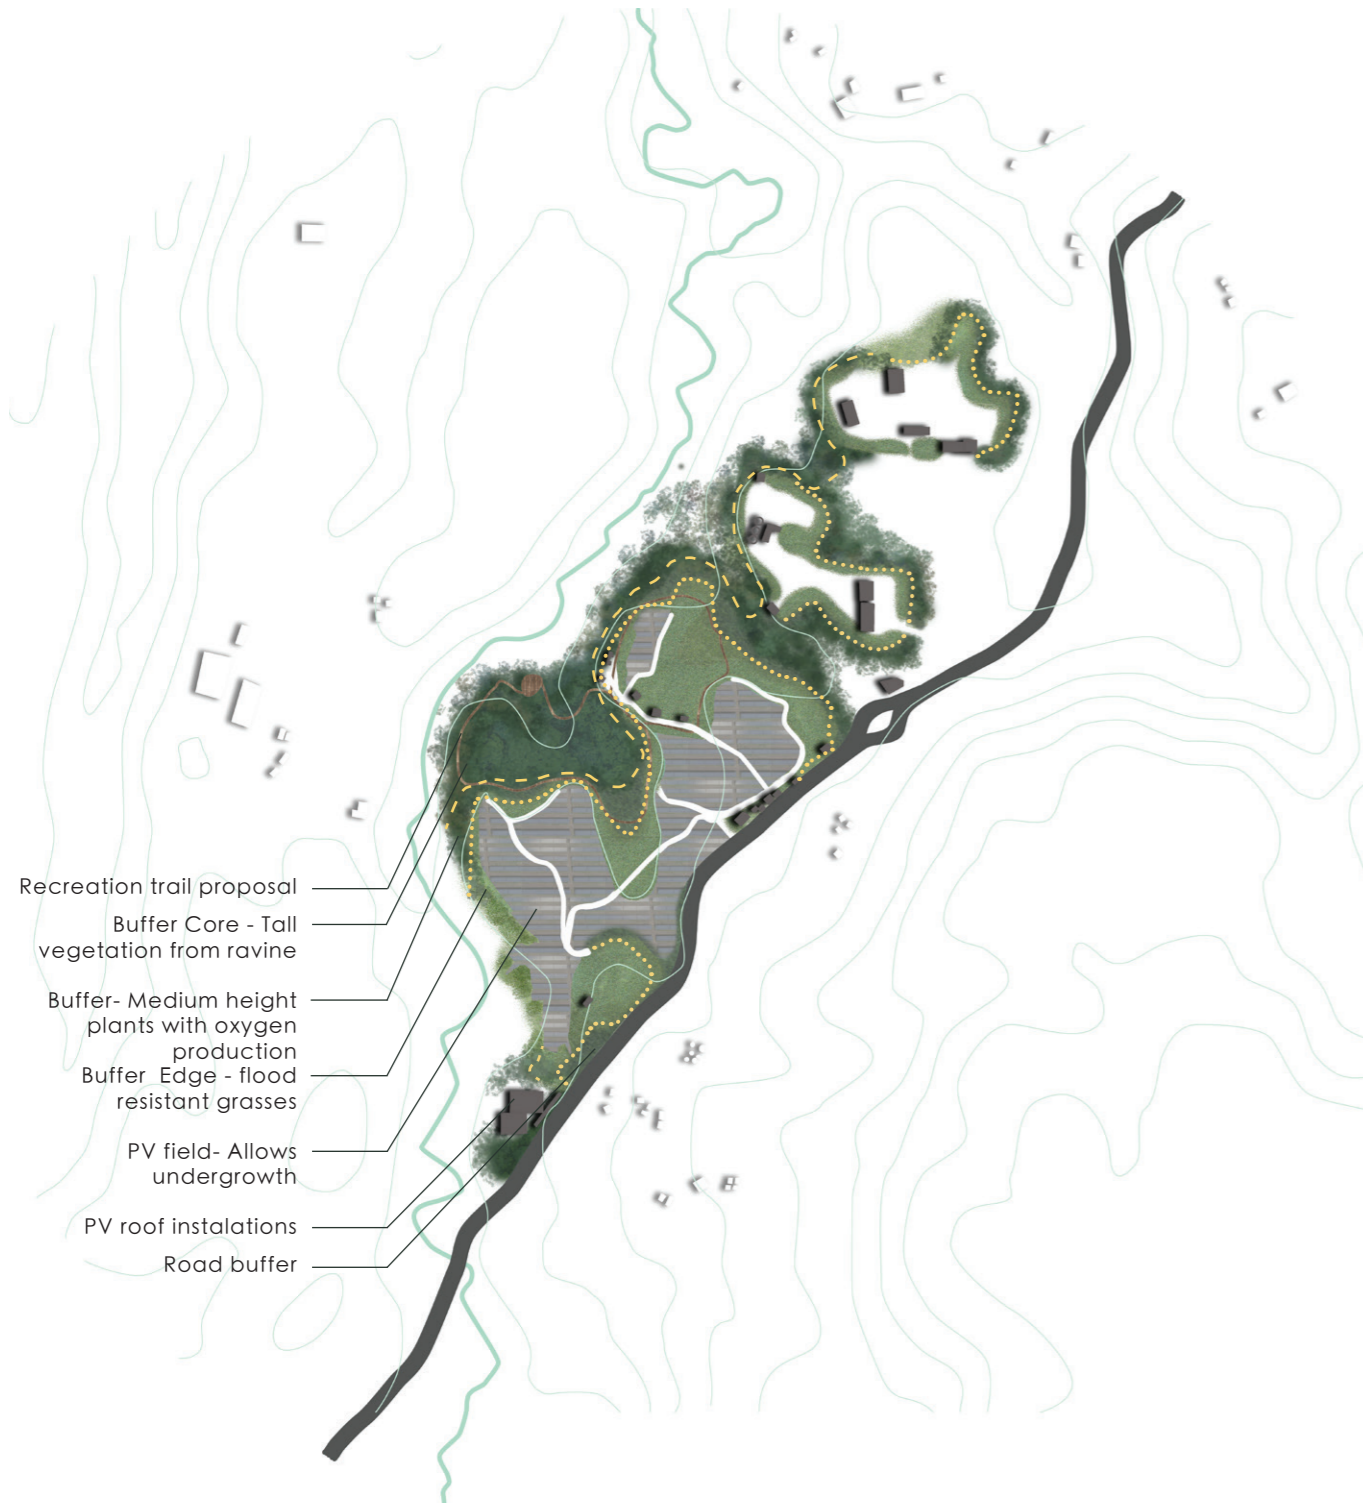 Recreation trail proposal
Buffer Core - Tall
vegetation from ravine
Buffer- Medium height
plants with oxygen
production
Buffer Edge - flood
resistant grasses
PV field- Allows
undergrowth
PV roof instalations
Road buffer